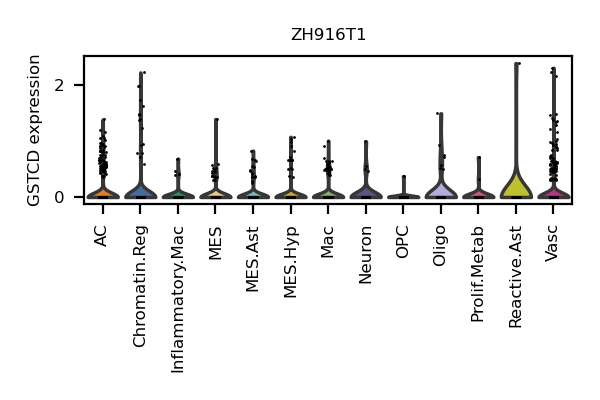 ZH916T1
GSTCD expression
2
0
AC
Chromatin.Reg
Inflammatory.Mac
MES
MES.Ast
MES.Hyp
Mac
Neuron
OPC
Oligo
Prolif.Metab
Reactive.Ast
Vasc